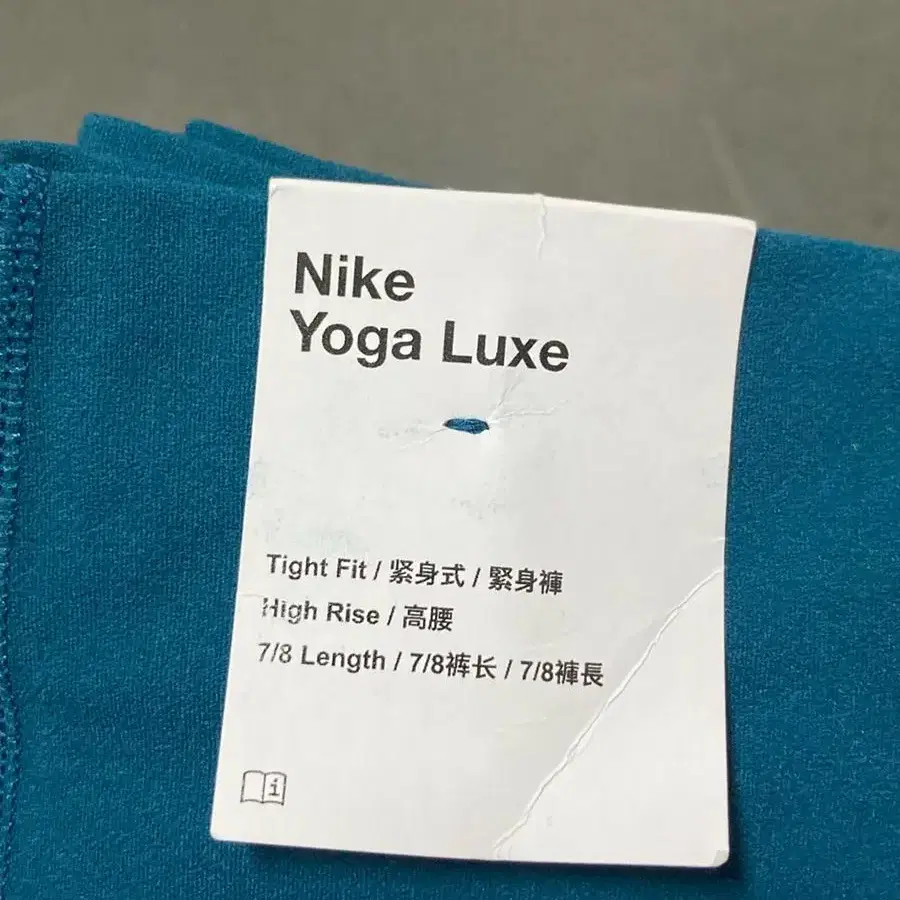 Nike
Yoga Luxe
Tight Fit / 紧身式 / 緊身褲
High Rise / 高腰
7/8 Length / 7/8裤长 / 7/8褲長
i